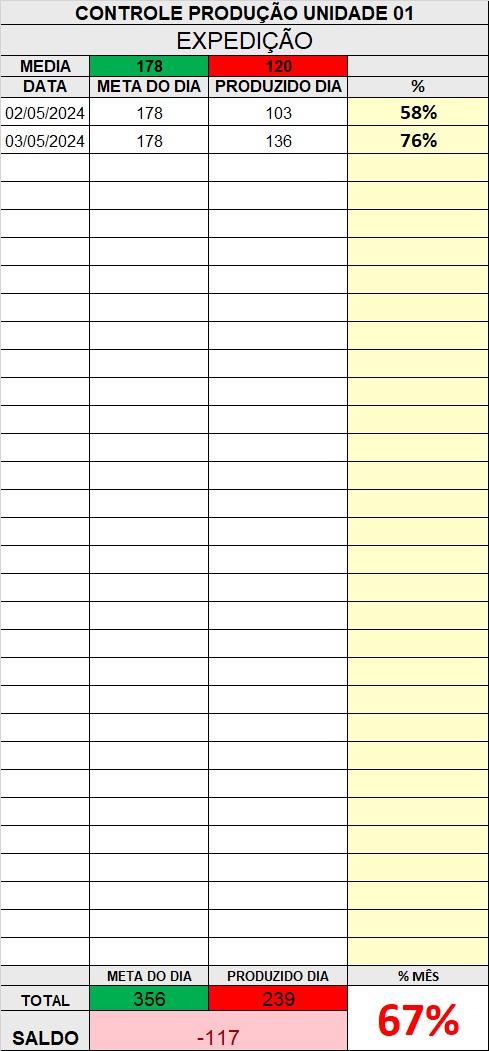 CONTROLE PRODUÇÃO UNIDADE 01
EXPEDIÇÃO
MEDIA 178 120
DATA META DO DIA PRODUZIDO DIA %
02/05/2024 178 103 58%
03/05/2024 178 136 76%
META DO DIA PRODUZIDO DIA % MÊS
TOTAL 356 239 67%
SALDO -117